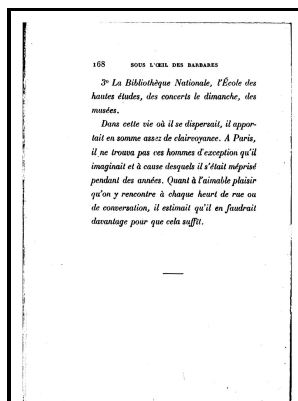 168 SOUS L'ŒIL DES BARBARES
3º La Bibliothèque Nationale, l'École des
hautes études, des concerts le dimanche, des
musées.
Dans cette vie où il se dispersait, il appor-
tait en somme assez de clairvoyance. A Paris,
il ne trouva pas ces hommes d'exception qu'il
imaginait et à cause desquels il s'était méprisé
pendant des années. Quant à l'aimable plaisir
qu'on y rencontre à chaque heurt de rue ou
de conversation, il estimait qu'il en faudrait
davantage pour que cela suffît.